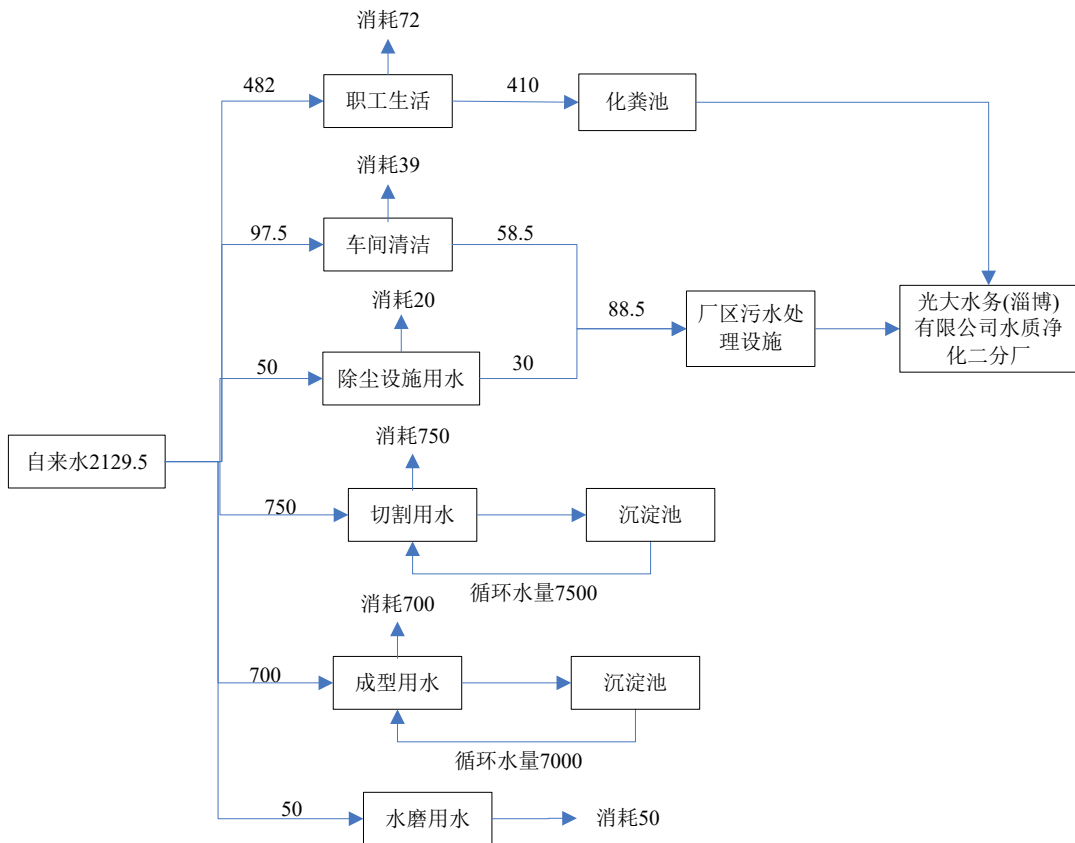 消耗72
482
职工生活
410
化粪池
消耗39
97.5
车间清洁
58.5
消耗20
88.5
厂区污水处
理设施
光大水务(淄博)
有限公司水质净
化二分厂
50
除尘设施用水
30
自来水2129.5
消耗750
750
切割用水
沉淀池
循环水量7500
消耗700
700
成型用水
沉淀池
循环水量7000
50
水磨用水
消耗50